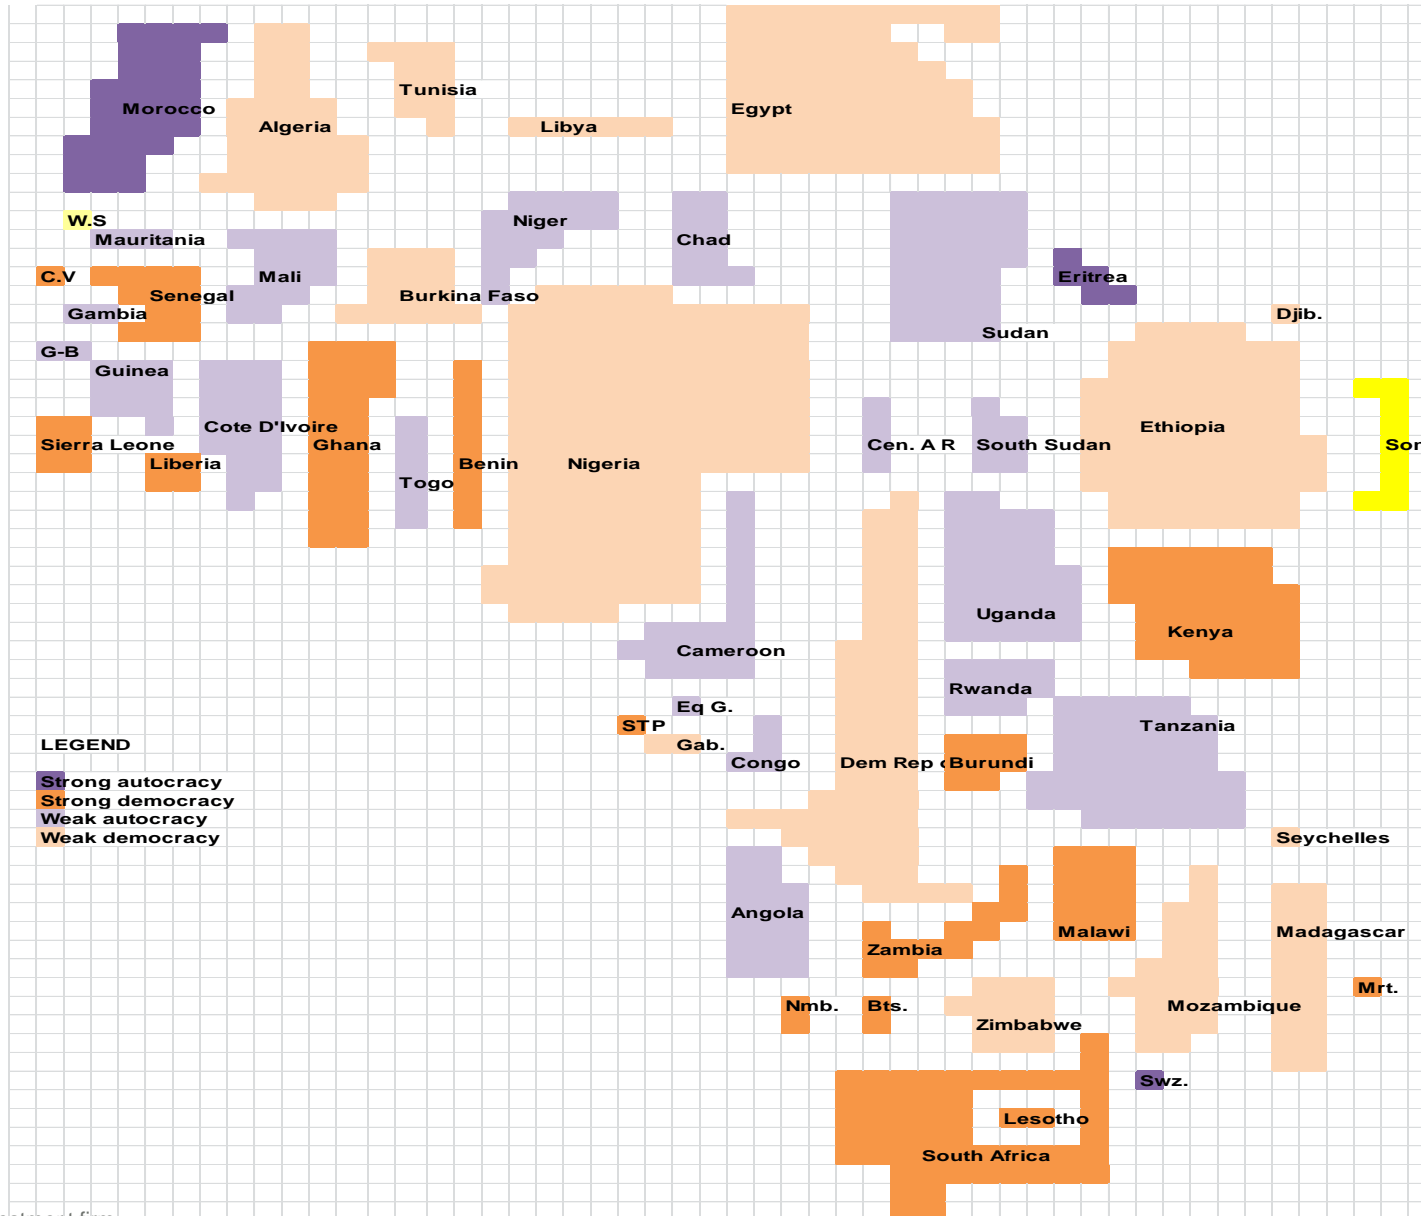 Tunisia
Morocco
Egypt
Algeria
Libya
W.S
Niger
Mauritania
Chad
C.V
Mali
Eritrea
Senegal
Burkina Faso
Gambia
Djib.
Sudan
G-B
Guinea
Cote D'Ivoire
Ethiopia
Sierra Leone
Ghana
Cen. A R
South Sudan
Liberia
Benin
Nigeria
Togo
Uganda
Kenya
Cameroon
Rwanda
Eq G.
STP
Tanzania
LEGEND
Gab.
Congo
Dem Rep
Burundi
Strong autocracy
Strong democracy
Weak autocracy
Weak democracy
Seychelles
Angola
Malawi
Madagascar
Zambia
Mrt.
Nmb.
Bts.
Mozambique
Zimbabwe
Swz.
Lesotho
South Africa